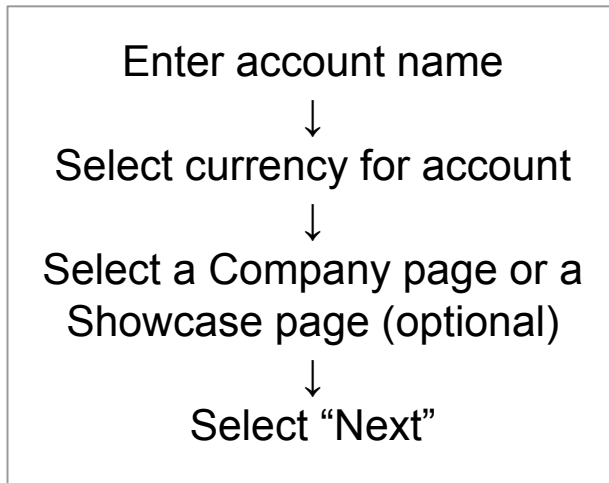 Enter account name
↓
Select currency for account
↓
Select a Company page or a
Showcase page (optional)
↓
Select “Next”